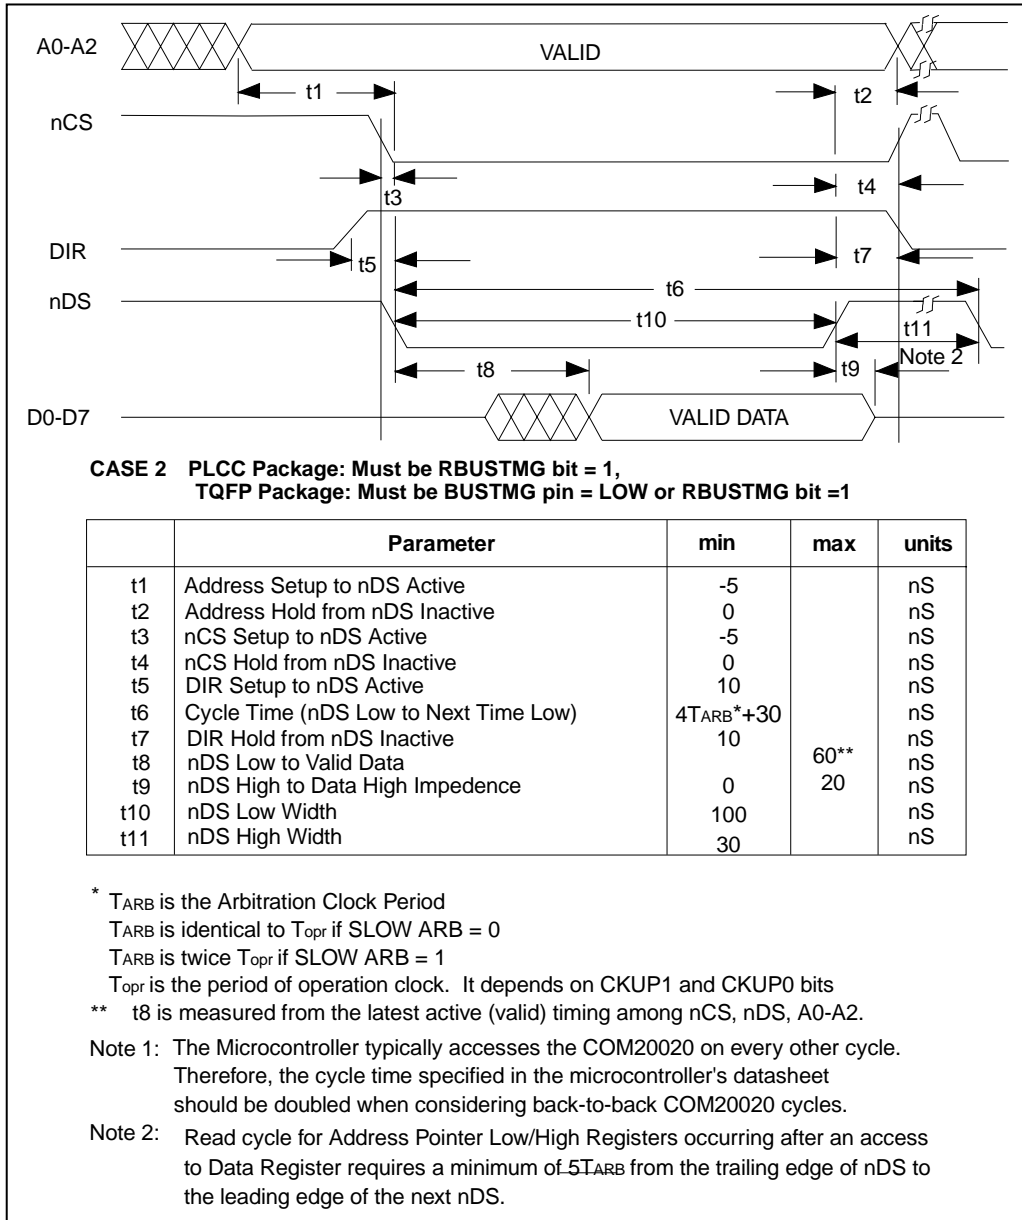 A0-A2
VALID
t1
t2
nCS
t3
t4
DIR
t5
t7
nDS
t6
t10
t11
Note 2
t8
t9
D0-D7
VALID DATA
CASE 2 PLCC Package: Must be RBUSTMG bit = 1,
TQFP Package: Must be BUSTMG pin = LOW or RBUSTMG bit =1
Parameter min max units
t1 Address Setup to nDS Active -5 nS
t2 Address Hold from nDS Inactive 0 nS
t3 nCS Setup to nDS Active -5 nS
t4 nCS Hold from nDS Inactive 0 nS
t5 DIR Setup to nDS Active 10 nS
t6 Cycle Time (nDS Low to Next Time Low) 4TARB*+30 nS
t7 DIR Hold from nDS Inactive 10 nS
t8 nDS Low to Valid Data 60** nS
t9 nDS High to Data High Impedence 0 20 nS
t10 nDS Low Width 100 nS
t11 nDS High Width 30 nS
* TARB is the Arbitration Clock Period
TARB is identical to Topr if SLOW ARB = 0
TARB is twice Topr if SLOW ARB = 1
Topr is the period of operation clock. It depends on CKUP1 and CKUP0 bits
** t8 is measured from the latest active (valid) timing among nCS, nDS, A0-A2.
Note 1: The Microcontroller typically accesses the COM20020 on every other cycle.
Therefore, the cycle time specified in the microcontroller's datasheet
should be doubled when considering back-to-back COM20020 cycles.
Note 2: Read cycle for Address Pointer Low/High Registers occurring after an access
to Data Register requires a minimum of 5TARB from the trailing edge of nDS to
the leading edge of the next nDS.